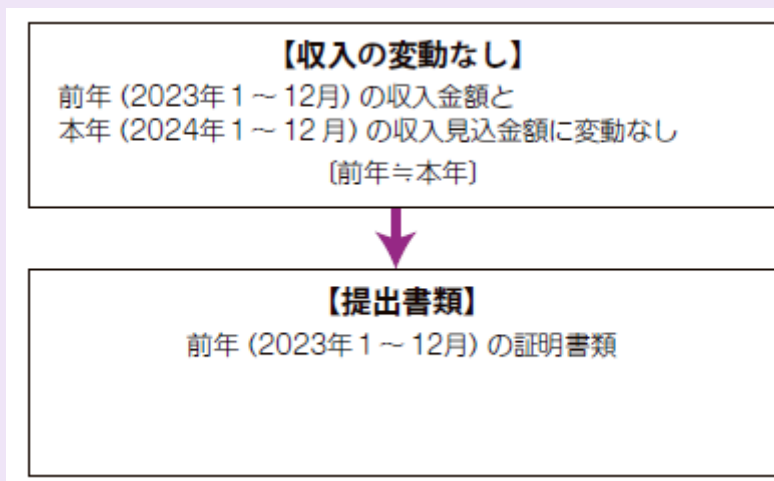 【収入の変動なし】
前年（2023年１～12月）の収入金額と
本年（2024年１～12月）の収入見込金額に変動なし
〔前年≒本年〕
【提出書類】
前年（2023年１～12月）の証明書類